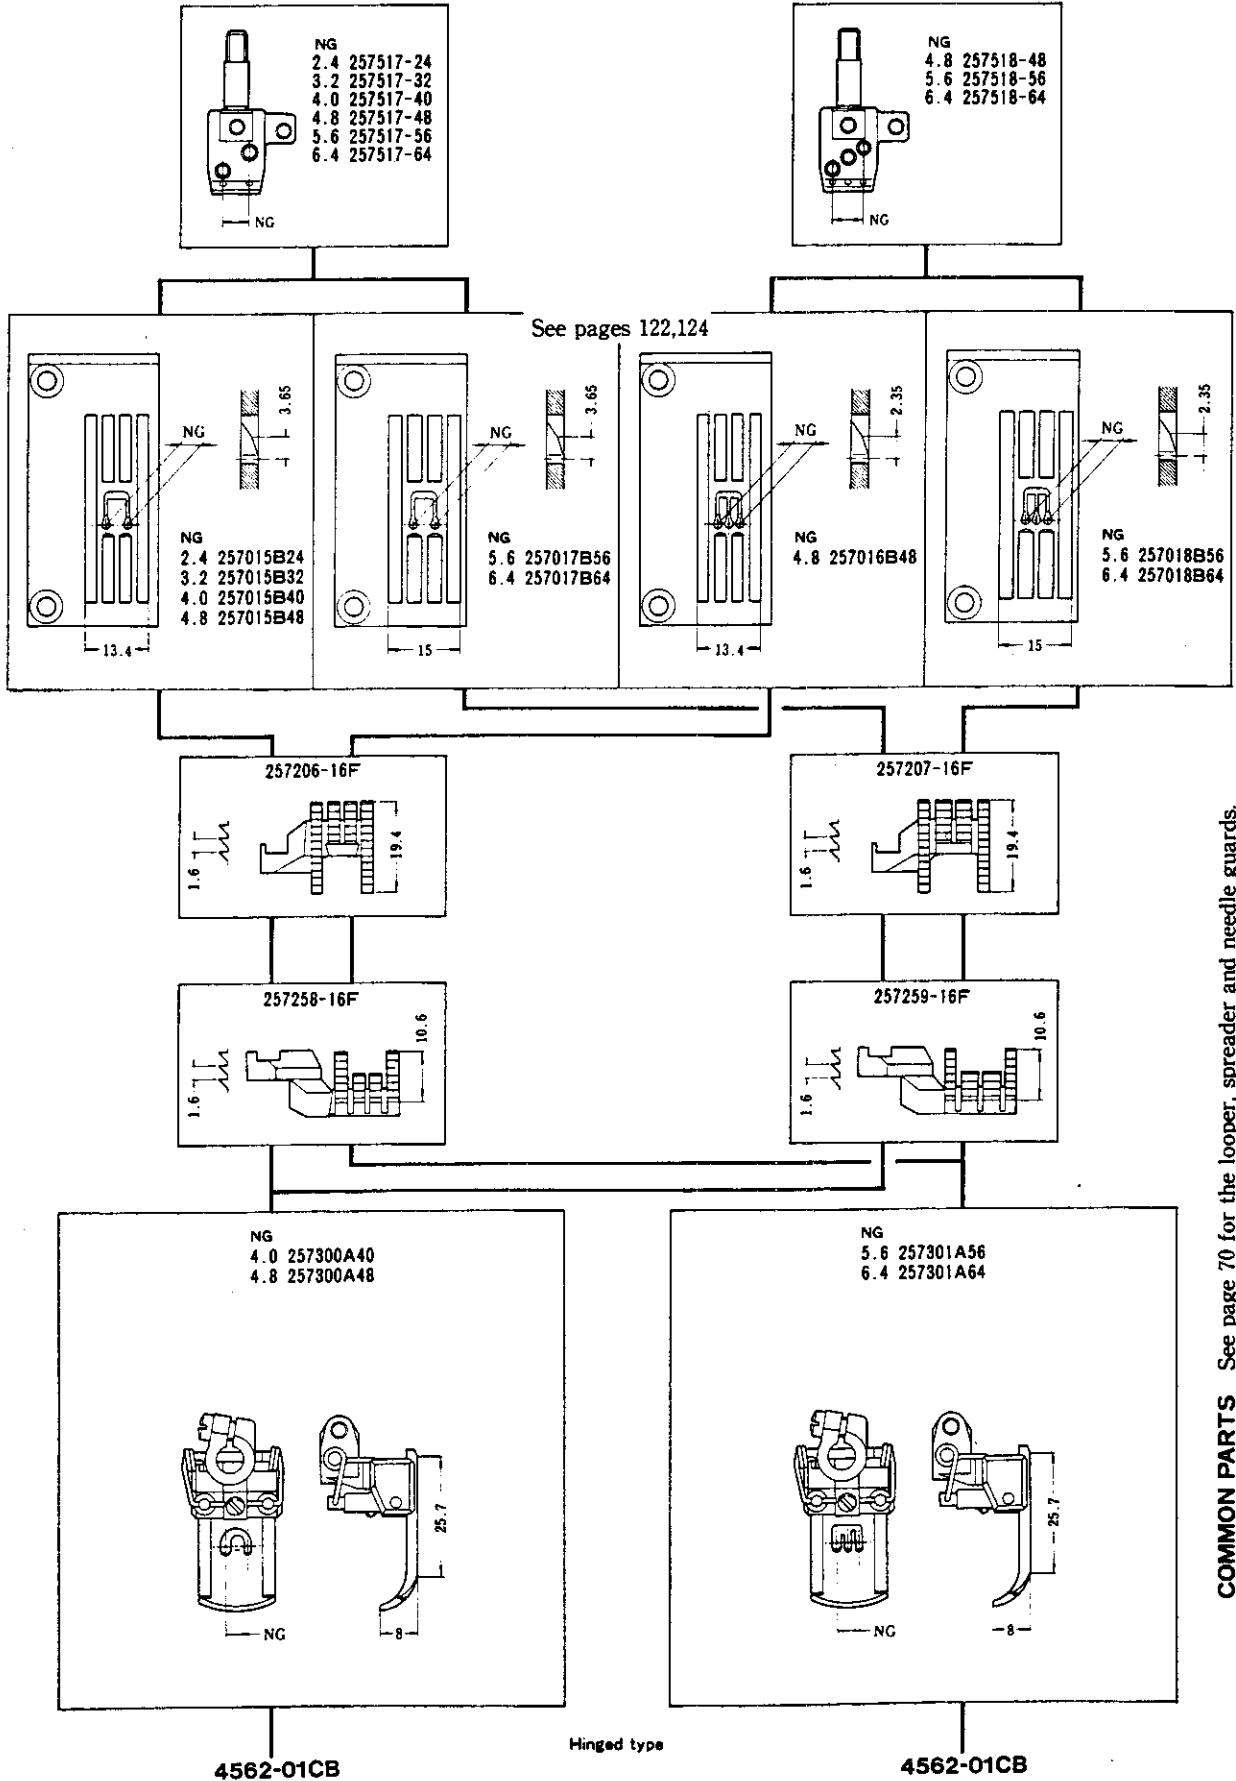 NG
2.4 257517-24
3.2 257517-32
4.0 257517-40
4.8 257517-48
5.6 257517-56
6.4 257517-64
NG
NG
4.8 257518-48
5.6 257518-56
6.4 257518-64
NG
See pages 122,124
3.65
NG
NG
2.4 257015B24
3.2 257015B32
4.0 257015B40
4.8 257015B48
13.4
3.65
NG
NG
5.6 257017B56
6.4 257017B64
15
2.35
NG
NG
4.8 257016B48
13.4
2.35
NG
NG
5.6 257018B56
6.4 257018B64
15
257206-16F
1.6
19.4
257207-16F
1.6
19.4
257258-16F
1.6
10.6
257259-16F
1.6
10.6
NG
4.0 257300A40
4.8 257300A48
25.7
NG
8
NG
5.6 257301A56
6.4 257301A64
25.7
NG
8
Hinged type
4562-01CB
4562-01CB
COMMON PARTS See page 70 for the looper, spreader and needle guards.